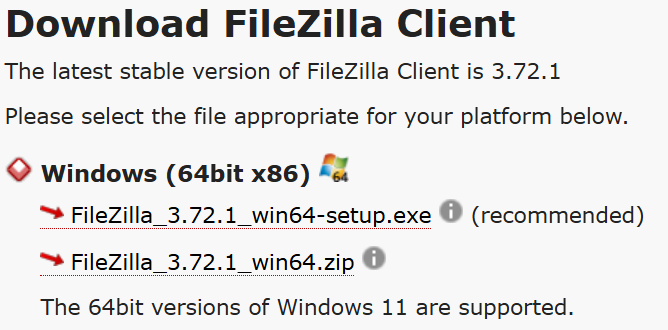 Download FileZilla Client
The latest stable version of FileZilla Client is 3.72.1
Please select the file appropriate for your platform below.
Windows (64bit x86) 64
FileZilla_3.72.1_win64-setup.exe i (recommended)
FileZilla_3.72.1_win64.zip i
The 64bit versions of Windows 11 are supported.